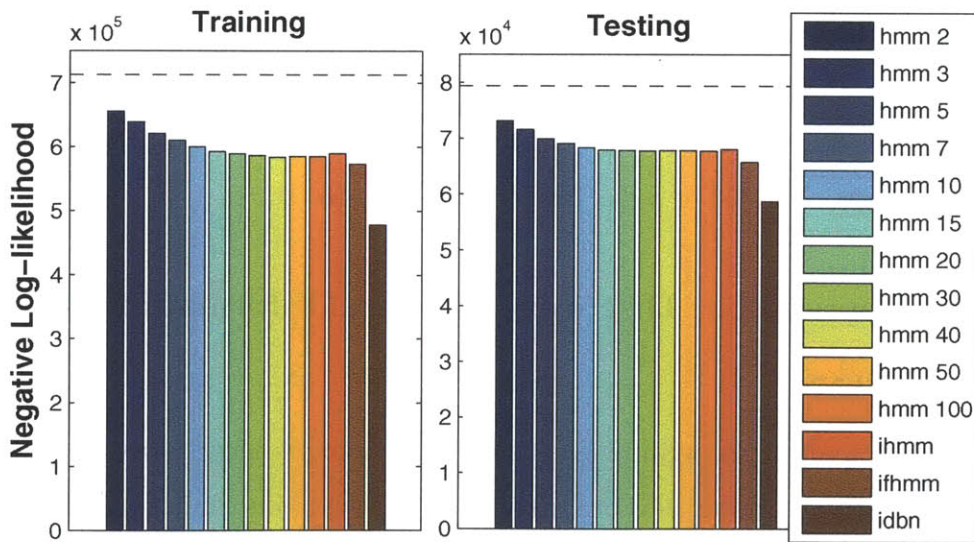 Training
x 10^5
7
6
5
4
3
2
1
0
Negative Log-likelihood
Testing
x 10^4
8
7
6
5
4
3
2
1
0
hmm 2
hmm 3
hmm 5
hmm 7
hmm 10
hmm 15
hmm 20
hmm 30
hmm 40
hmm 50
hmm 100
ihmm
ifhmm
idbn